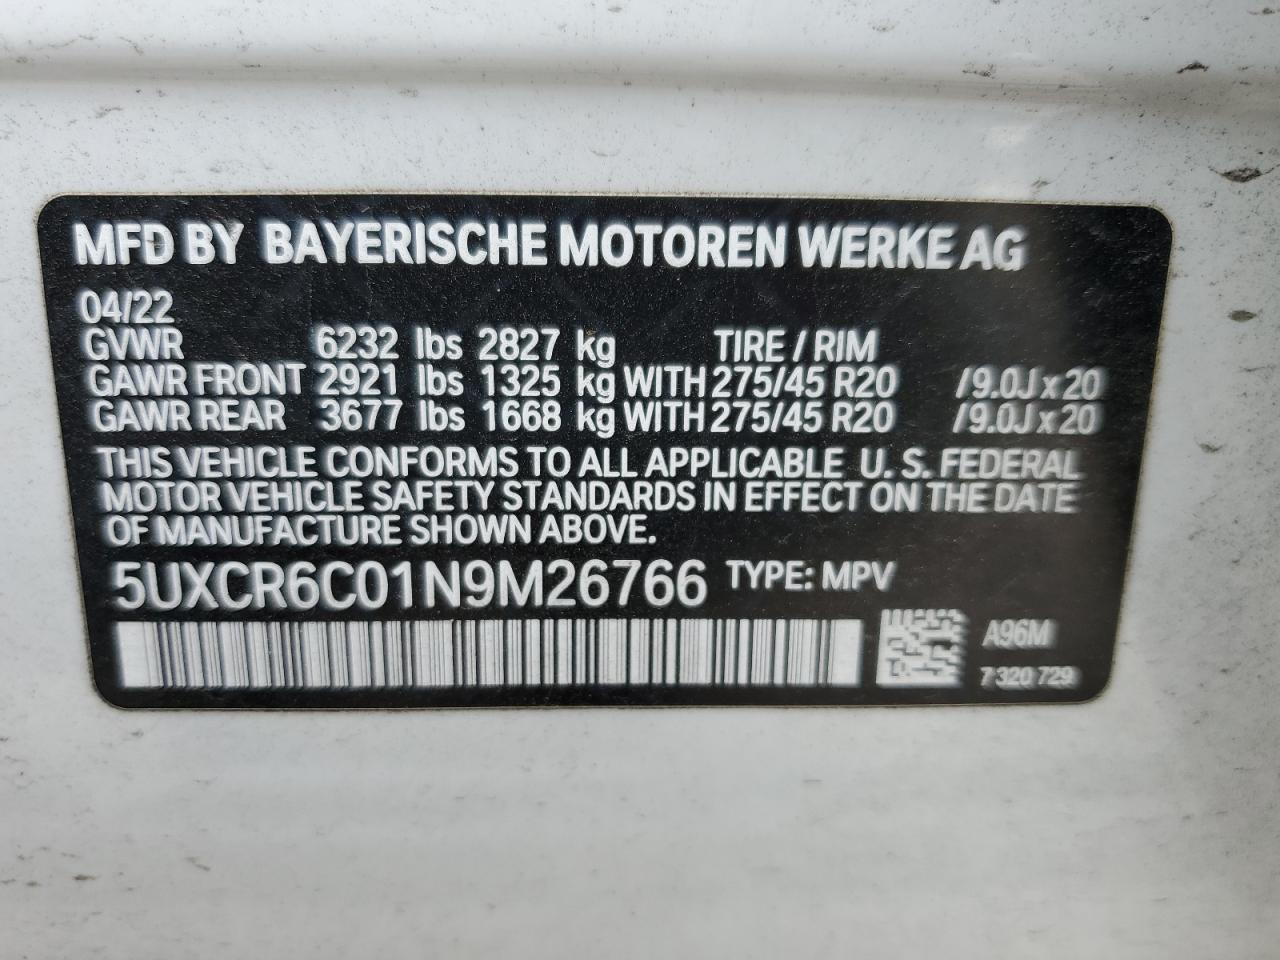 MFD BY BAYERISCHE MOTOREN WERKE AG
04/22
GVWR 6232 lbs 2827 kg TIRE / RIM
GAWR FRONT 2921 lbs 1325 kg WITH 275/45 R20 /9.0J x 20
GAWR REAR 3677 lbs 1668 kg WITH 275/45 R20 /9.0J x 20
THIS VEHICLE CONFORMS TO ALL APPLICABLE U. S. FEDERAL
MOTOR VEHICLE SAFETY STANDARDS IN EFFECT ON THE DATE
OF MANUFACTURE SHOWN ABOVE.
5UXCR6C01N9M26766 TYPE: MPV
A96M
7 320 729